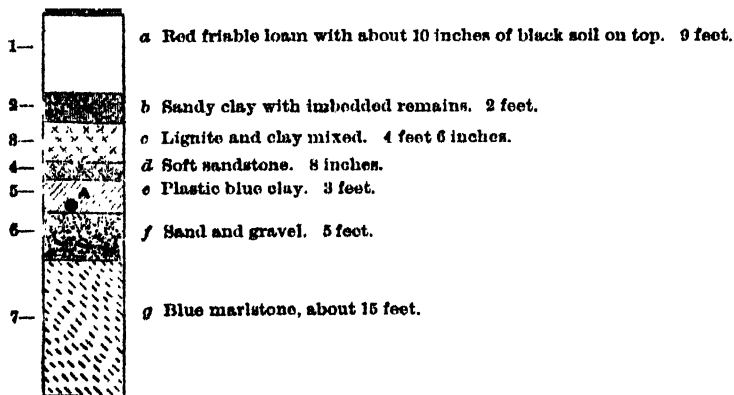 1— a Red friable loam with about 10 inches of black soil on top. 9 feet.
2— b Sandy clay with imbedded remains. 2 feet.
3— c Lignite and clay mixed. 4 feet 6 inches.
4— d Soft sandstone. 8 inches.
5— A e Plastic blue clay. 3 feet.
6— f Sand and gravel. 5 feet.
7— g Blue marlstone, about 15 feet.